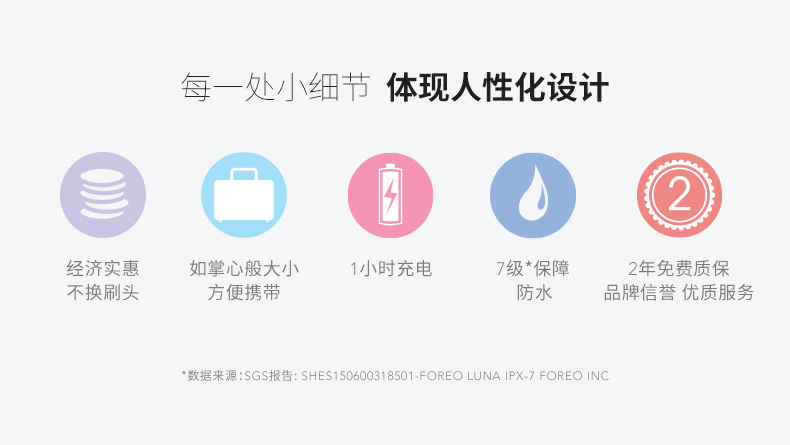 每一处小细节 体现人性化设计
2
经济实惠
不换刷头
如掌心般大小
方便携带
1小时充电
7级*保障
防水
2年免费质保
品牌信誉 优质服务
*数据来源:SGS报告: SHES150600318501-FOREO LUNA IPX-7 FOREO INC